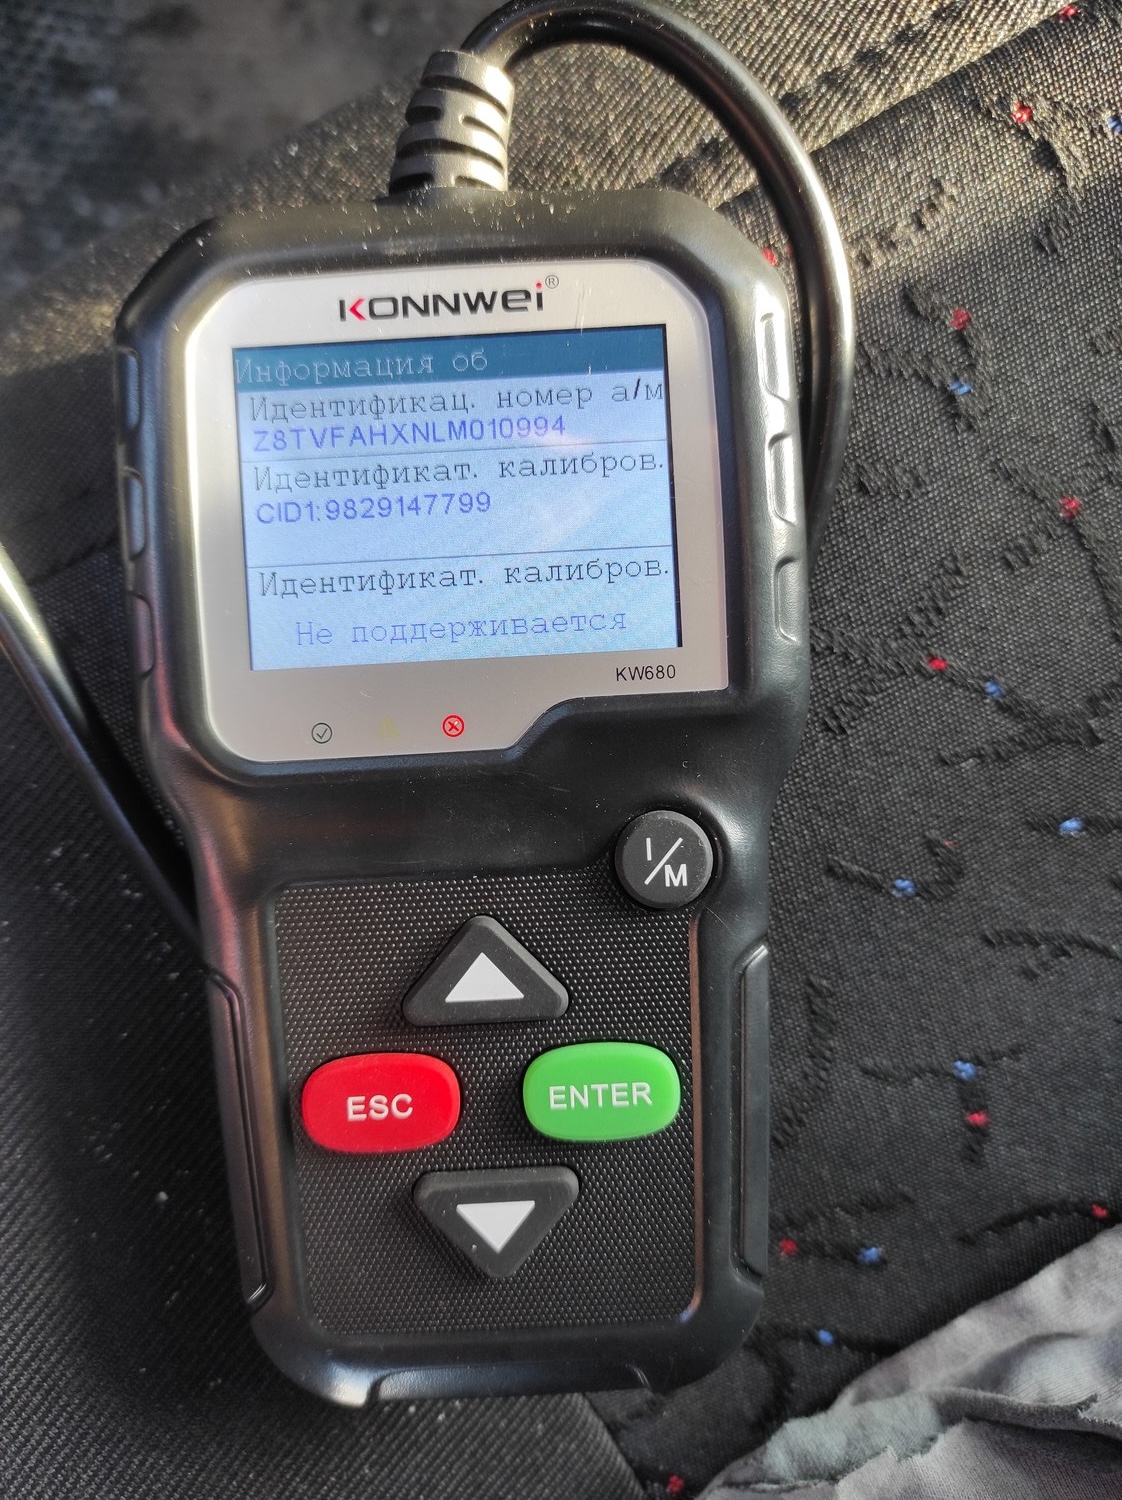 KONNWEI®
Информация об
Идентификац. номер а/м
Z8TVFAHXNLM010994
Идентификат. калибров.
CID1:9829147799
Идентификат. калибров.
Не поддерживается
KW680
I/M
ESC
ENTER